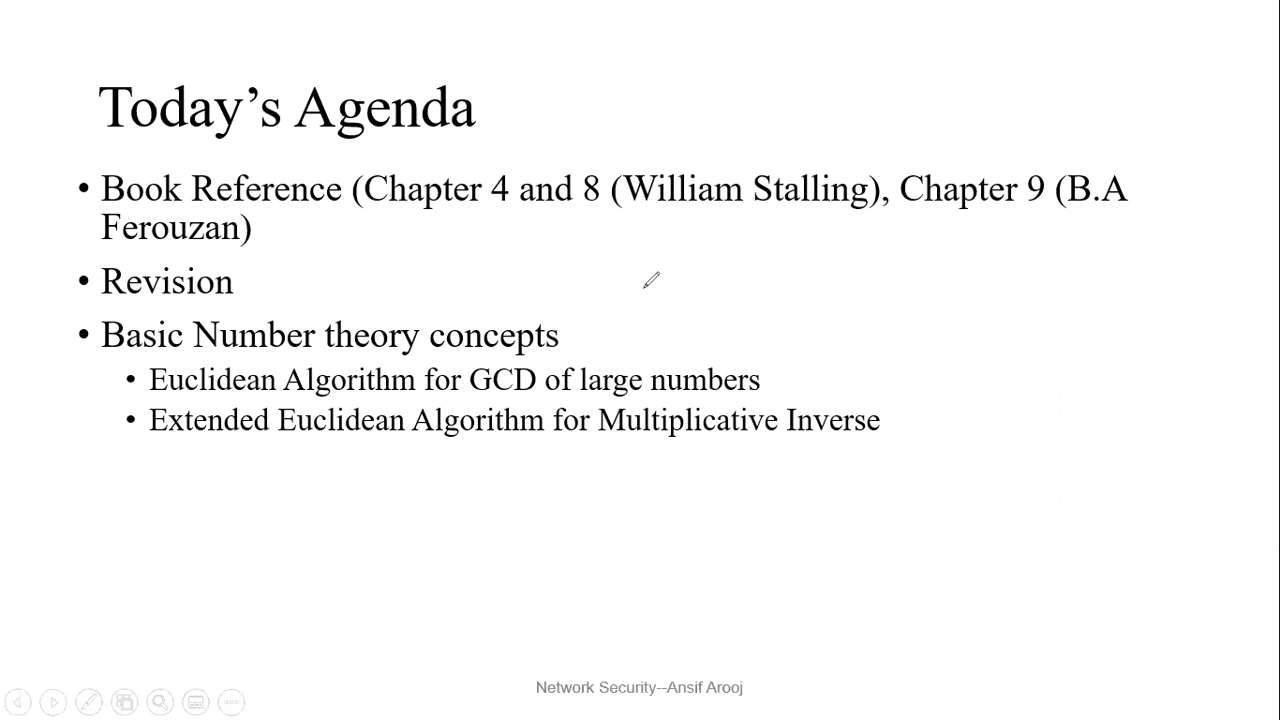 Today’s Agenda
• Book Reference (Chapter 4 and 8 (William Stalling), Chapter 9 (B.A
Ferouzan)
• Revision
• Basic Number theory concepts
• Euclidean Algorithm for GCD of large numbers
• Extended Euclidean Algorithm for Multiplicative Inverse
Network Security--Ansif Arooj